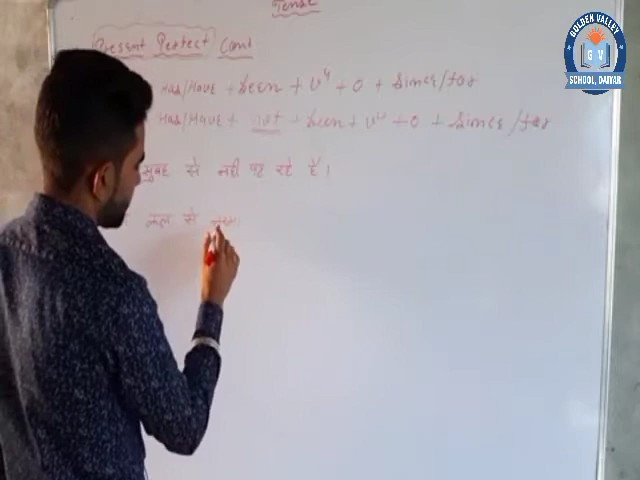 Tense
Present Perfect Cont
Has/Have + been + v⁴ + O + Since/for
Has/Have + not + been + v⁴ + O + Since/for
सुबह से नहीं पढ़ रहे हैं।
कल से
GOLDEN VALLEY
G V
SCHOOL, DAIYAR